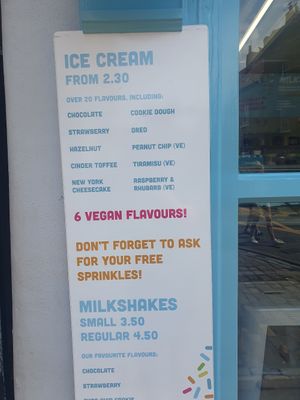 ICE CREAM
FROM 2.30
OVER 20 FLAVOURS, INCLUDING:
CHOCOLATE COOKIE DOUGH
STRAWBERRY OREO
HAZELNUT PEANUT CHIP (VE)
CINDER TOFFEE TIRAMISU (VE)
NEW YORK RASPBERRY &
CHEESECAKE RHUBARB (VE)
6 VEGAN FLAVOURS!
DON'T FORGET TO ASK
FOR YOUR FREE
SPRINKLES!
MILKSHAKES
SMALL 3.50
REGULAR 4.50
OUR FAVOURITE FLAVOURS:
CHOCOLATE
STRAWBERRY